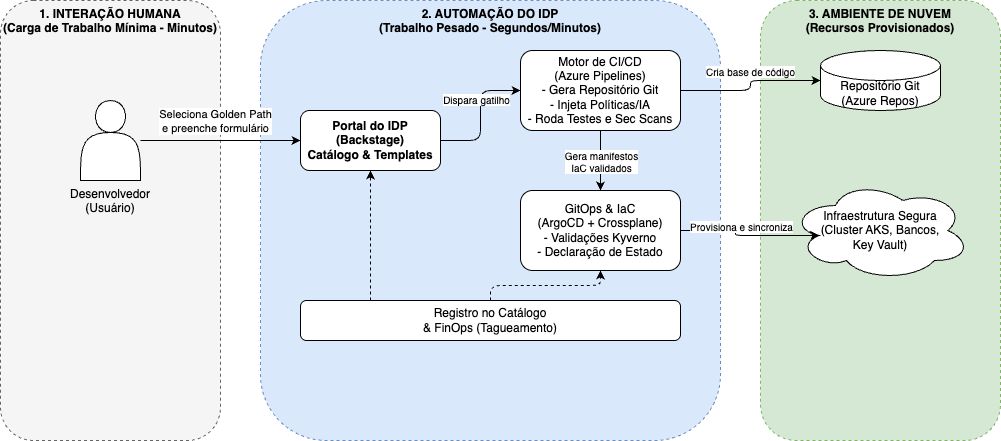 1. INTERAÇÃO HUMANA
(Carga de Trabalho Mínima - Minutos)
2. AUTOMAÇÃO DO IDP
(Trabalho Pesado - Segundos/Minutos)
3. AMBIENTE DE NUVEM
(Recursos Provisionados)
Desenvolvedor
(Usuário)
Seleciona Golden Path
e preenche formulário
Portal do IDP
(Backstage)
Catálogo & Templates
Dispara gatilho
Motor de CI/CD
(Azure Pipelines)
- Gera Repositório Git
- Injeta Políticas/IA
- Roda Testes e Sec Scans
Cria base de código
Repositório Git
(Azure Repos)
Gera manifestos
IaC validados
GitOps & IaC
(ArgoCD + Crossplane)
- Validações Kyverno
- Declaração de Estado
Provisiona e sincroniza
Infraestrutura Segura
(Cluster AKS, Bancos,
Key Vault)
Registro no Catálogo
& FinOps (Tagueamento)